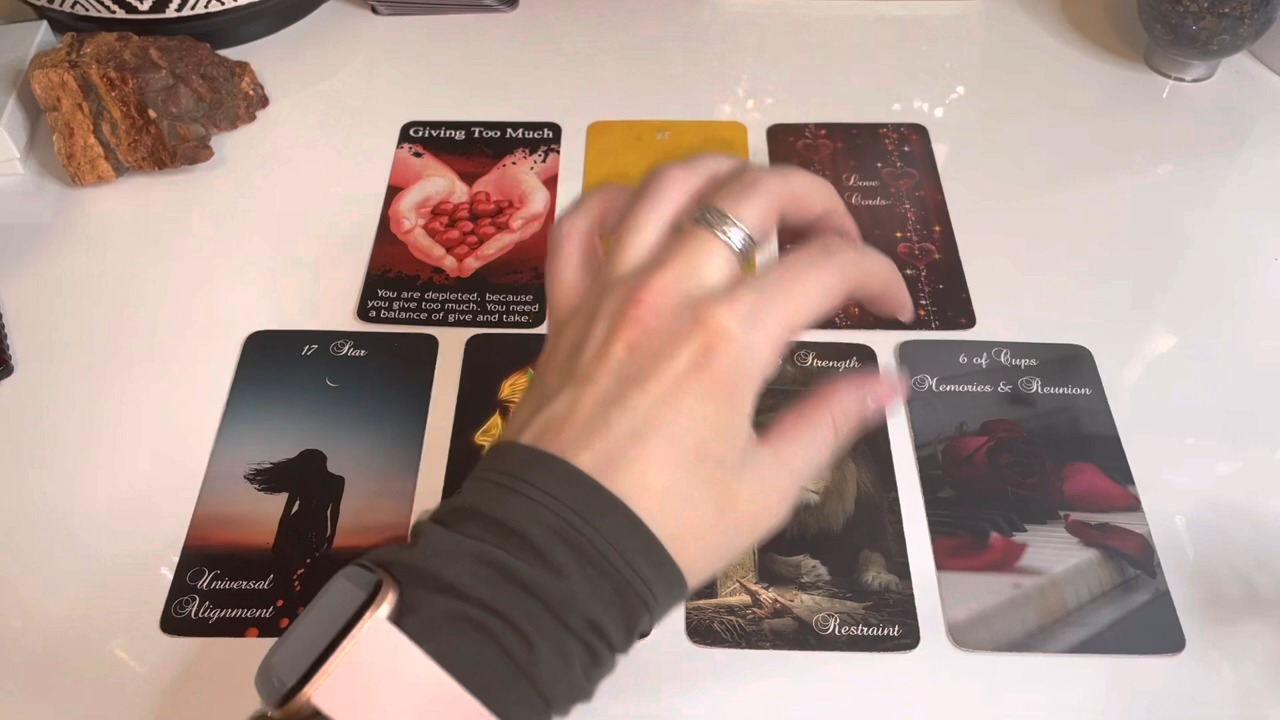 Giving Too Much
You are depleted, because
you give too much. You need
a balance of give and take.
Love
Cords
17 Star
Universal
Alignment
Strength
Restraint
6 of Cups
Memories & Reunion